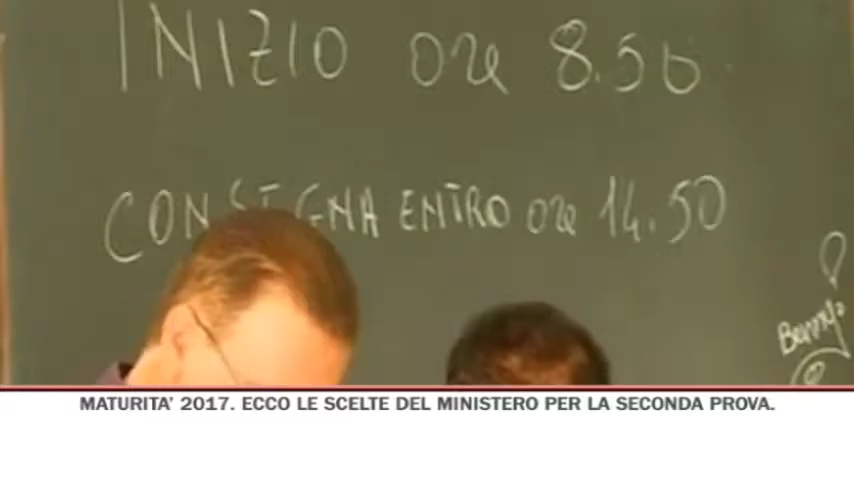 INIZIO ore 8.50
CONSEGNA ENTRO ore 14.50
MATURITA' 2017. ECCO LE SCELTE DEL MINISTERO PER LA SECONDA PROVA.